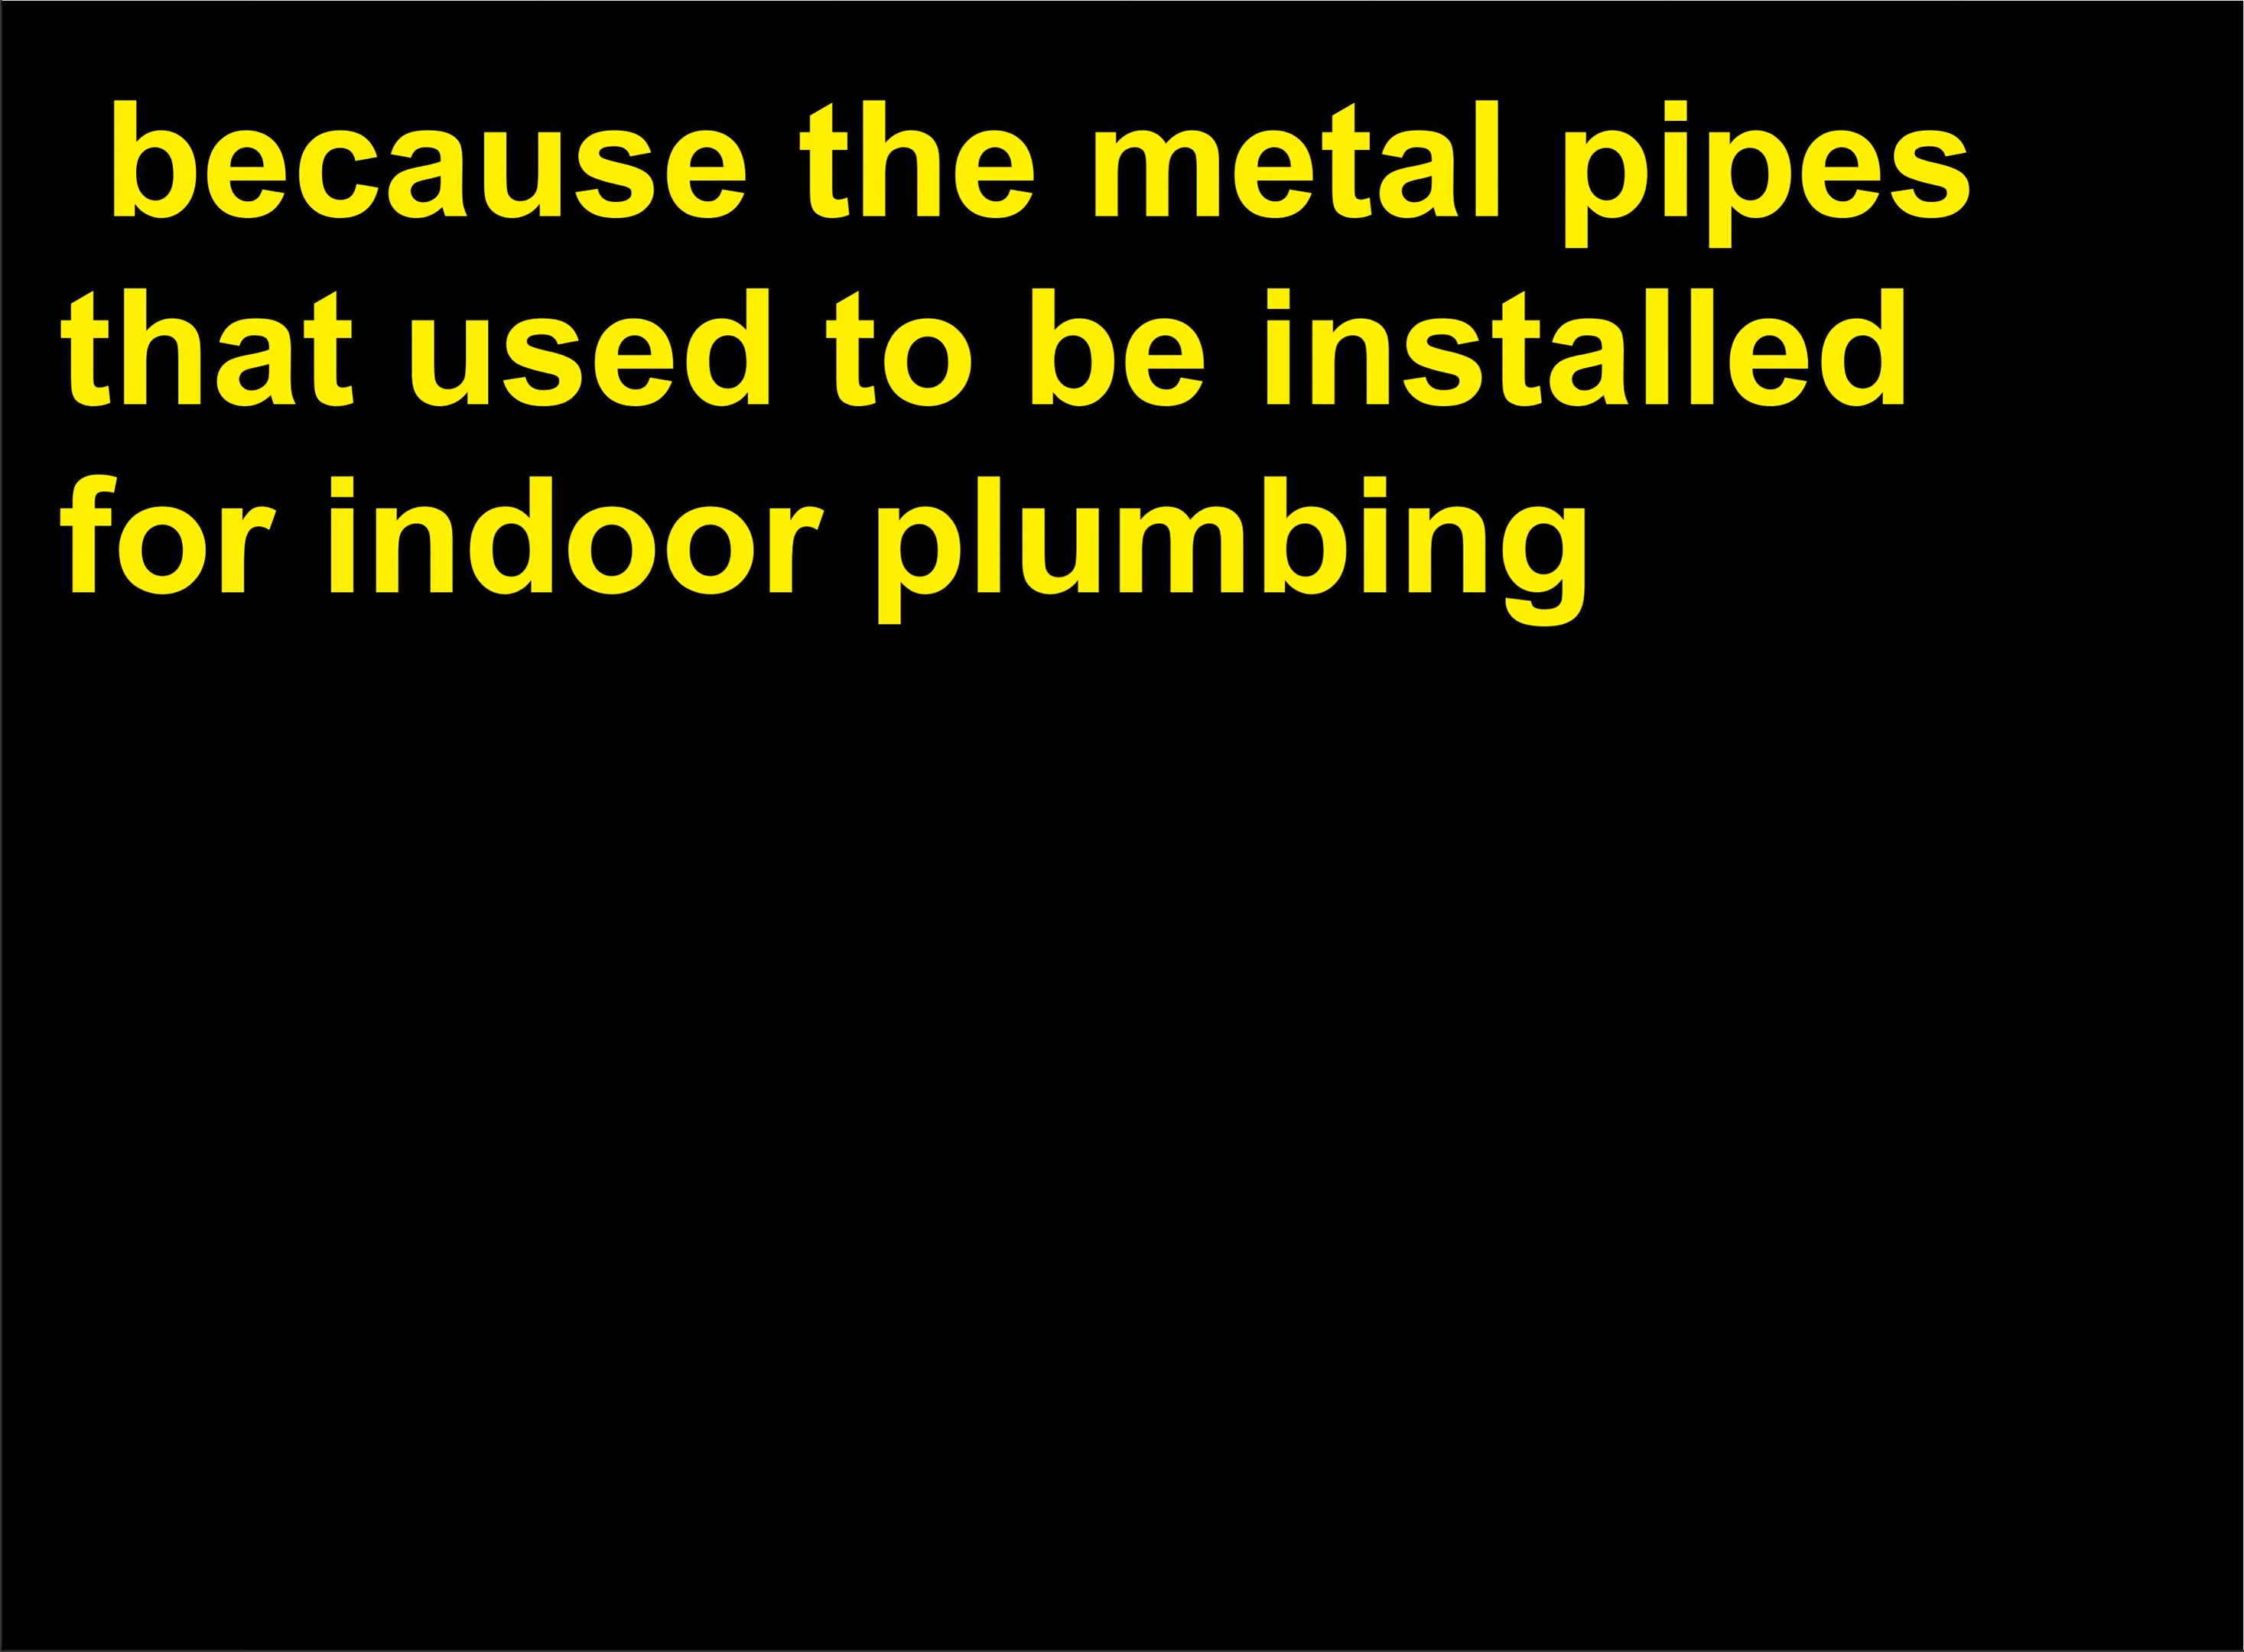 because the metal pipes
that used to be installed
for indoor plumbing